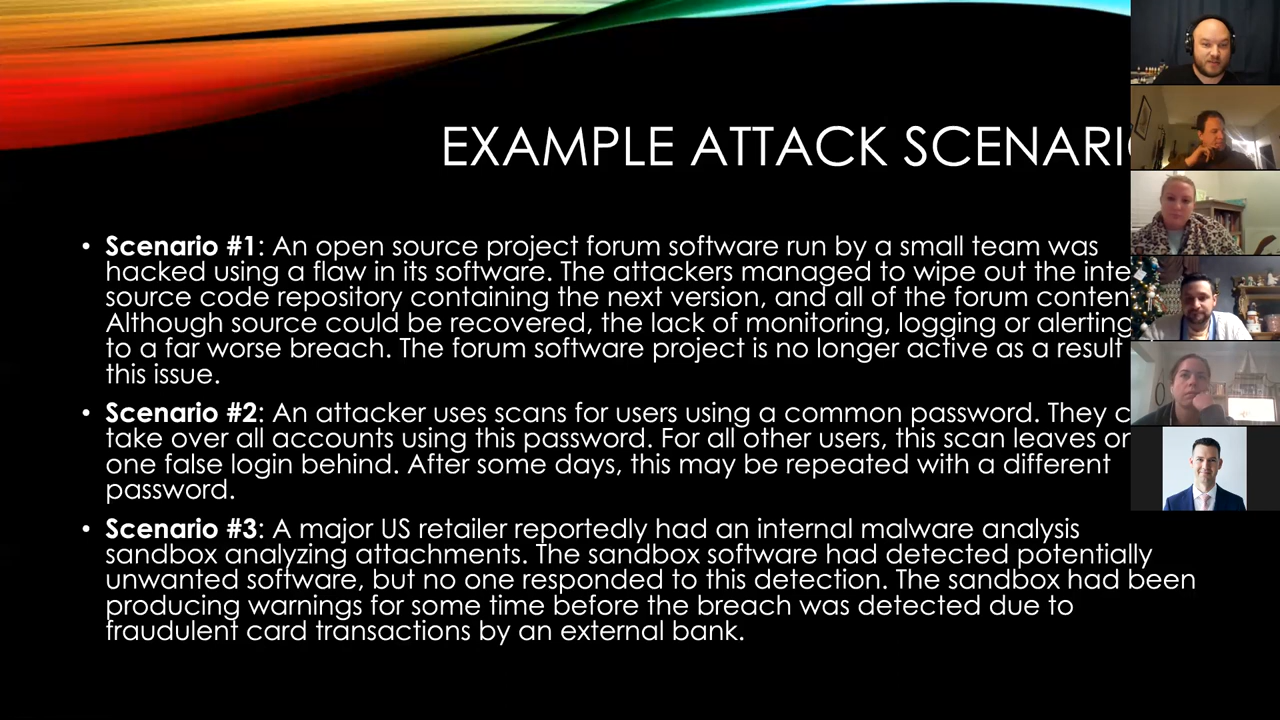 EXAMPLE ATTACK SCENARI
• Scenario #1: An open source project forum software run by a small team was
hacked using a flaw in its software. The attackers managed to wipe out the inte
source code repository containing the next version, and all of the forum conten
Although source could be recovered, the lack of monitoring, logging or alerting
to a far worse breach. The forum software project is no longer active as a result
this issue.
• Scenario #2: An attacker uses scans for users using a common password. They c
take over all accounts using this password. For all other users, this scan leaves or
one false login behind. After some days, this may be repeated with a different
password.
• Scenario #3: A major US retailer reportedly had an internal malware analysis
sandbox analyzing attachments. The sandbox software had detected potentially
unwanted software, but no one responded to this detection. The sandbox had been
producing warnings for some time before the breach was detected due to
fraudulent card transactions by an external bank.